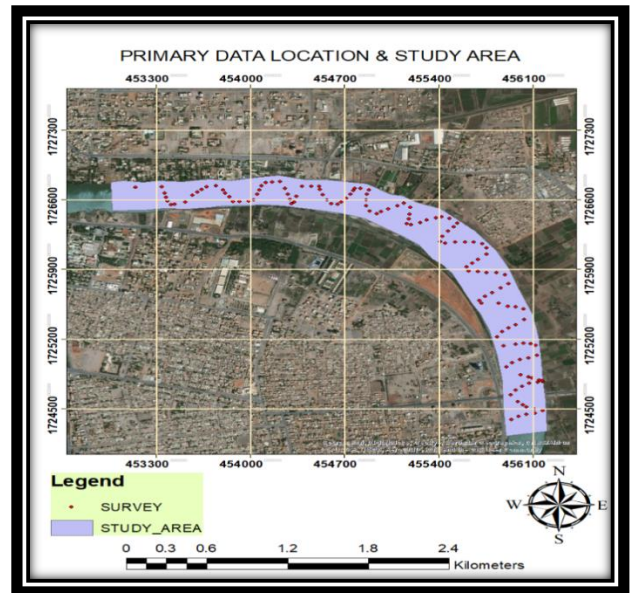 PRIMARY DATA LOCATION & STUDY AREA
453300 454000 454700 455400 456100
1727300 1727300
1726600 1726600
1725900 1725900
1725200 1725200
1724500 1724500
453300 454000 454700 455400 456100
Legend
SURVEY
STUDY_AREA
N
W E
S
0 0.3 0.6 1.2 1.8 2.4
Kilometers